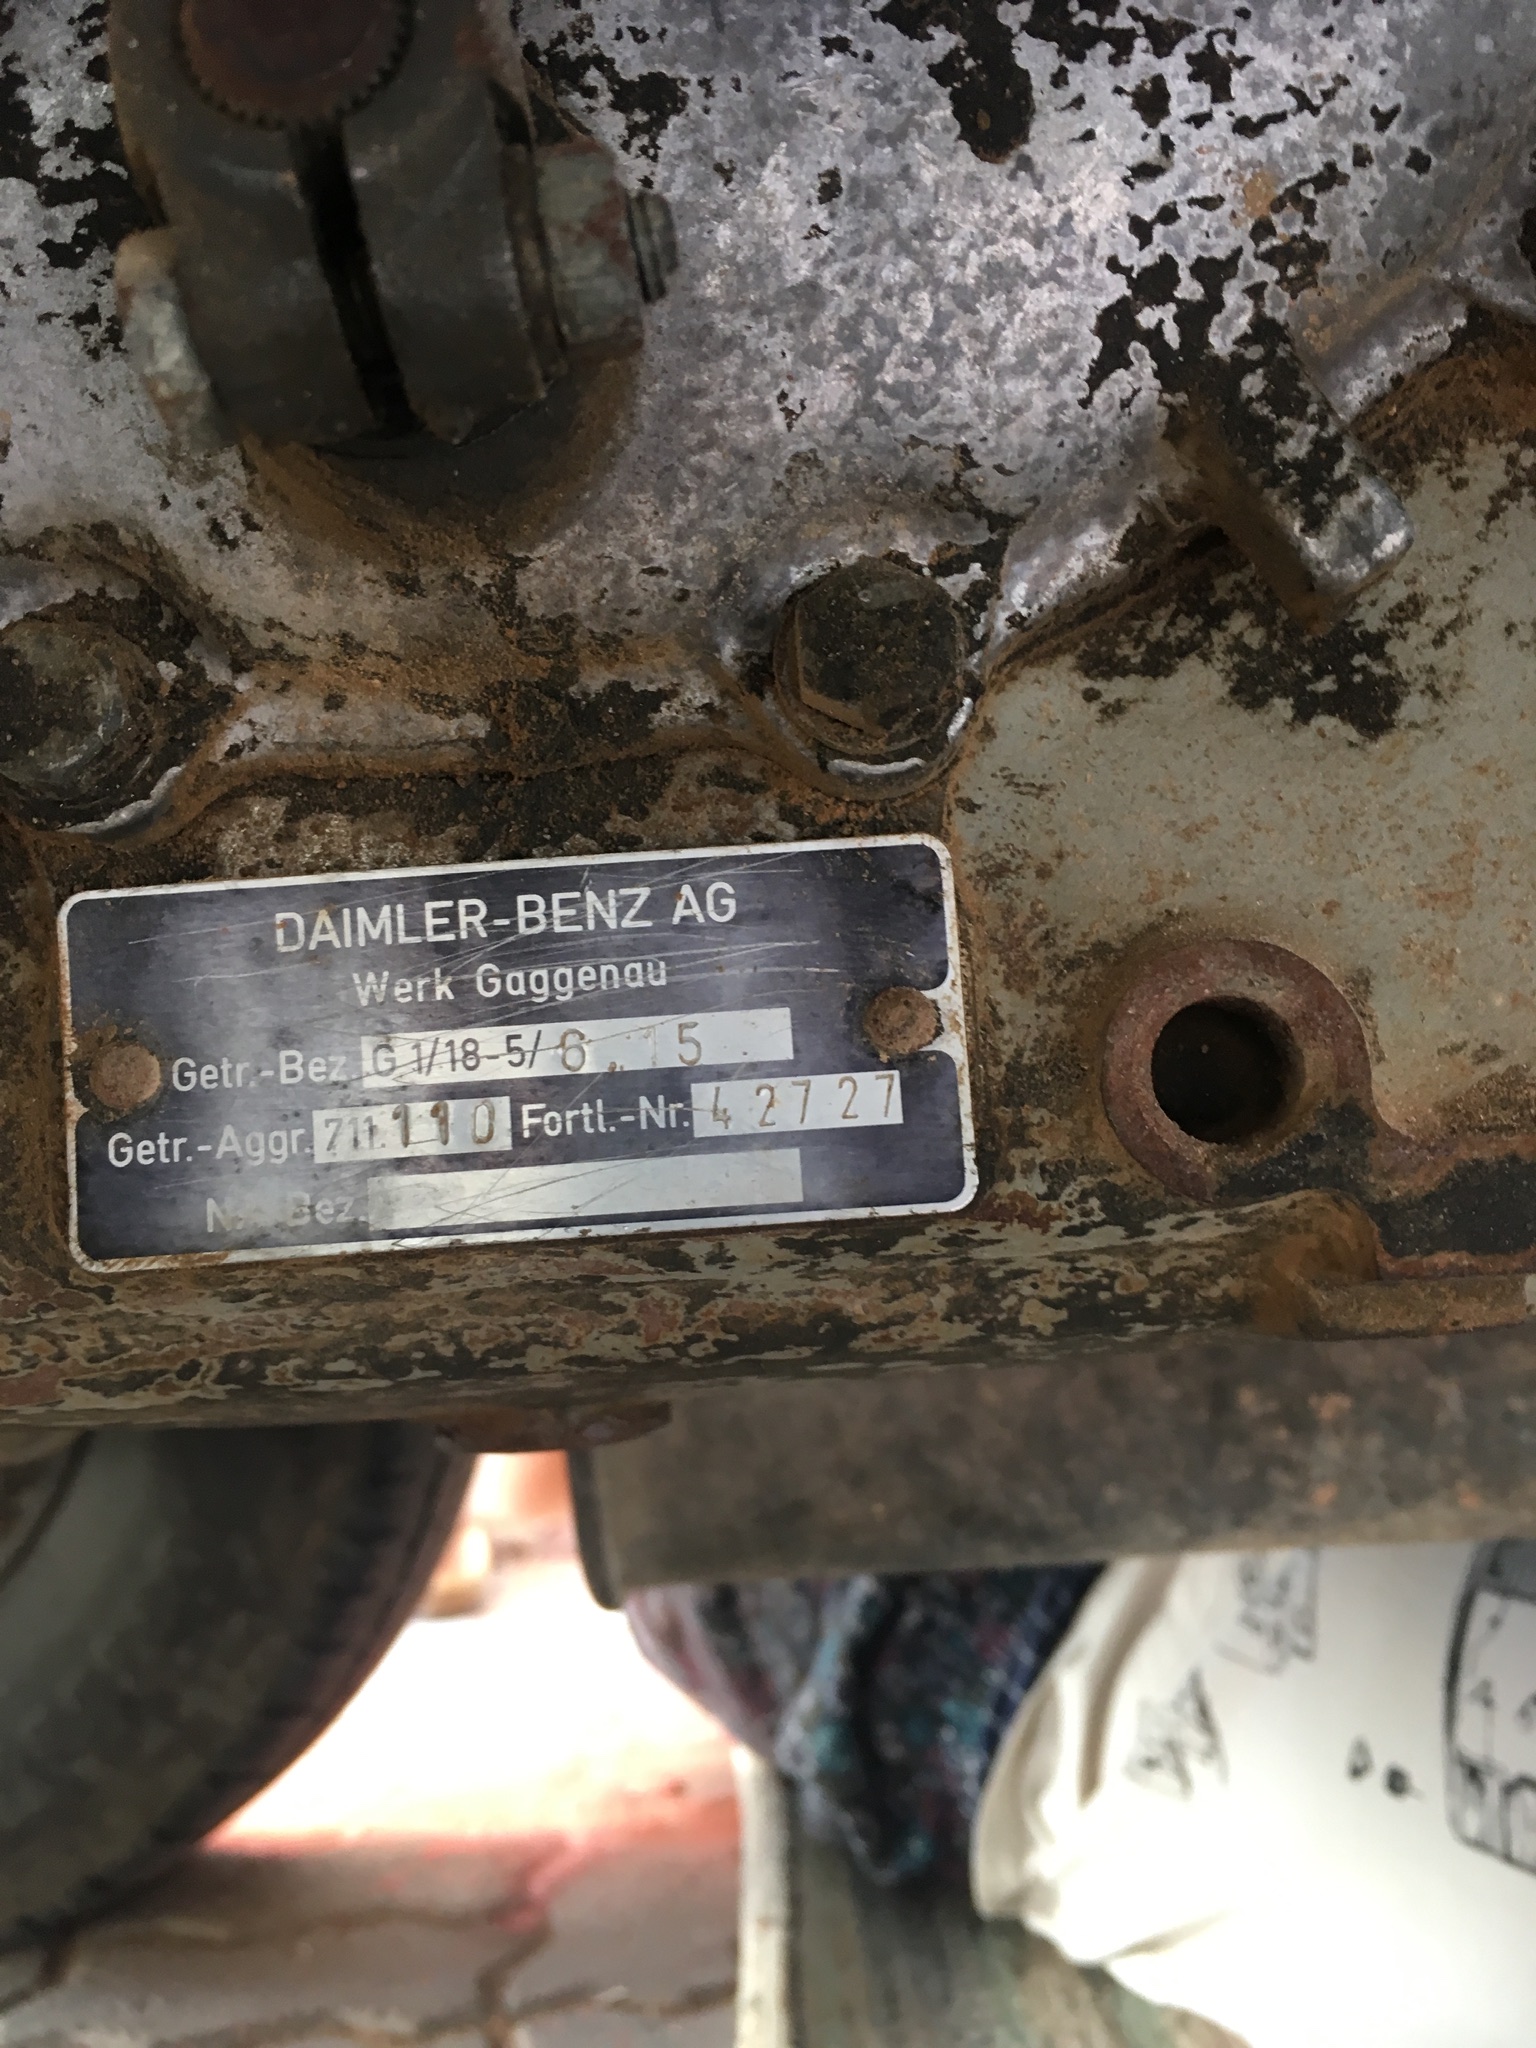 DAIMLER-BENZ AG
Werk Gaggenau
Getr.-Bez. G 1/18-5/ 6.15
Getr.-Aggr. 711.110 Fortl.-Nr. 42727
Bez.